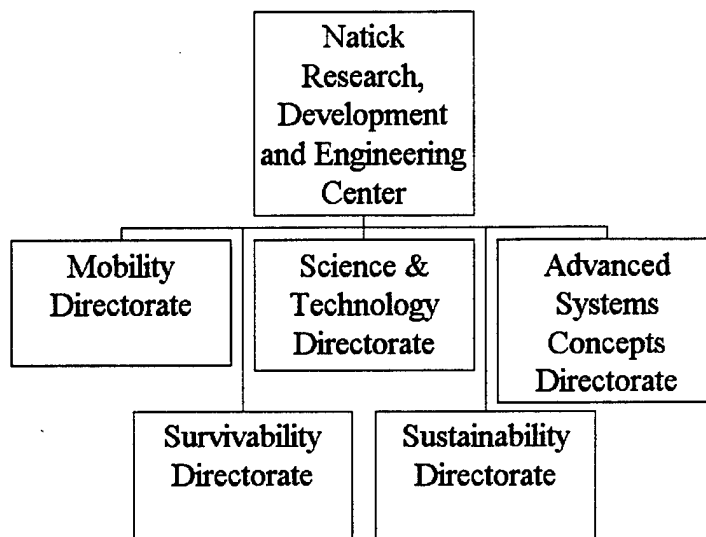 Natick
Research,
Development
and Engineering
Center
Mobility
Directorate
Science &
Technology
Directorate
Advanced
Systems
Concepts
Directorate
Survivability
Directorate
Sustainability
Directorate